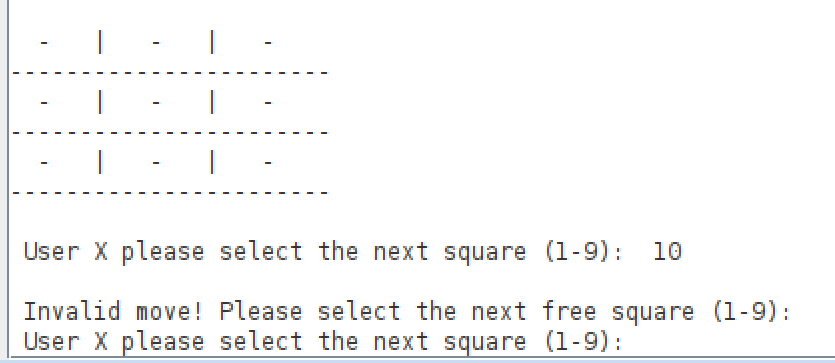 - | - | -
-----------------------
- | - | -
-----------------------
- | - | -
-----------------------
User X please select the next square (1-9): 10
Invalid move! Please select the next free square (1-9):
User X please select the next square (1-9):